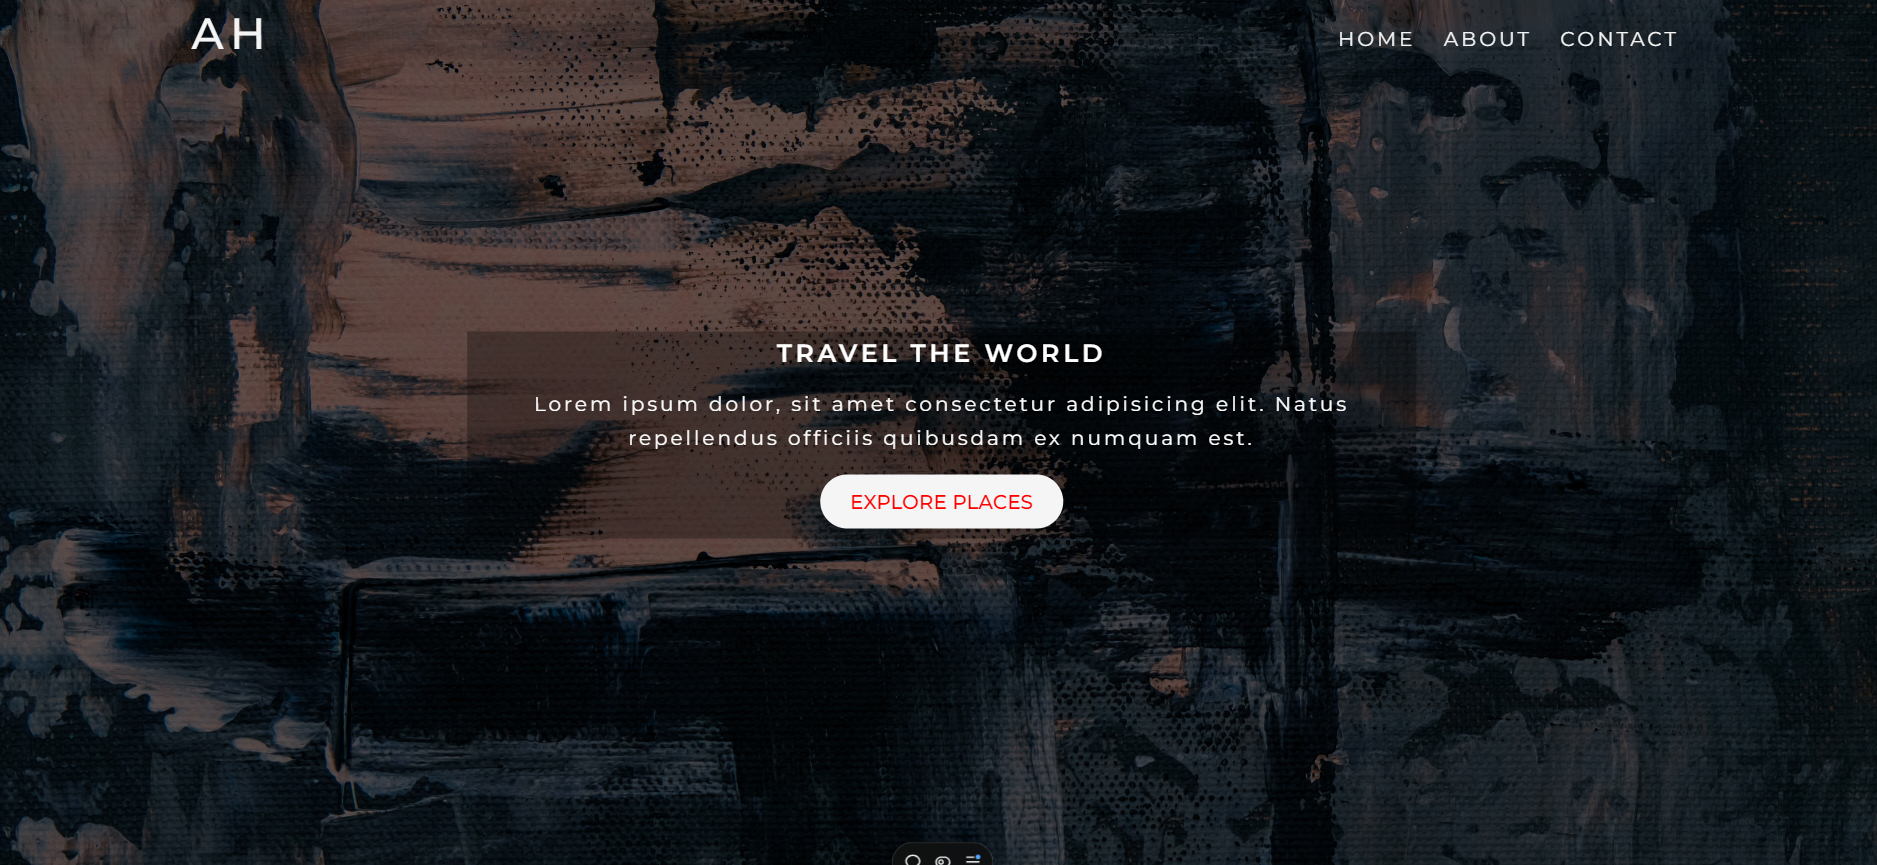 AH
HOME ABOUT CONTACT
TRAVEL THE WORLD
Lorem ipsum dolor, sit amet consectetur adipisicing elit. Natus
repellendus officiis quibusdam ex numquam est.
EXPLORE PLACES